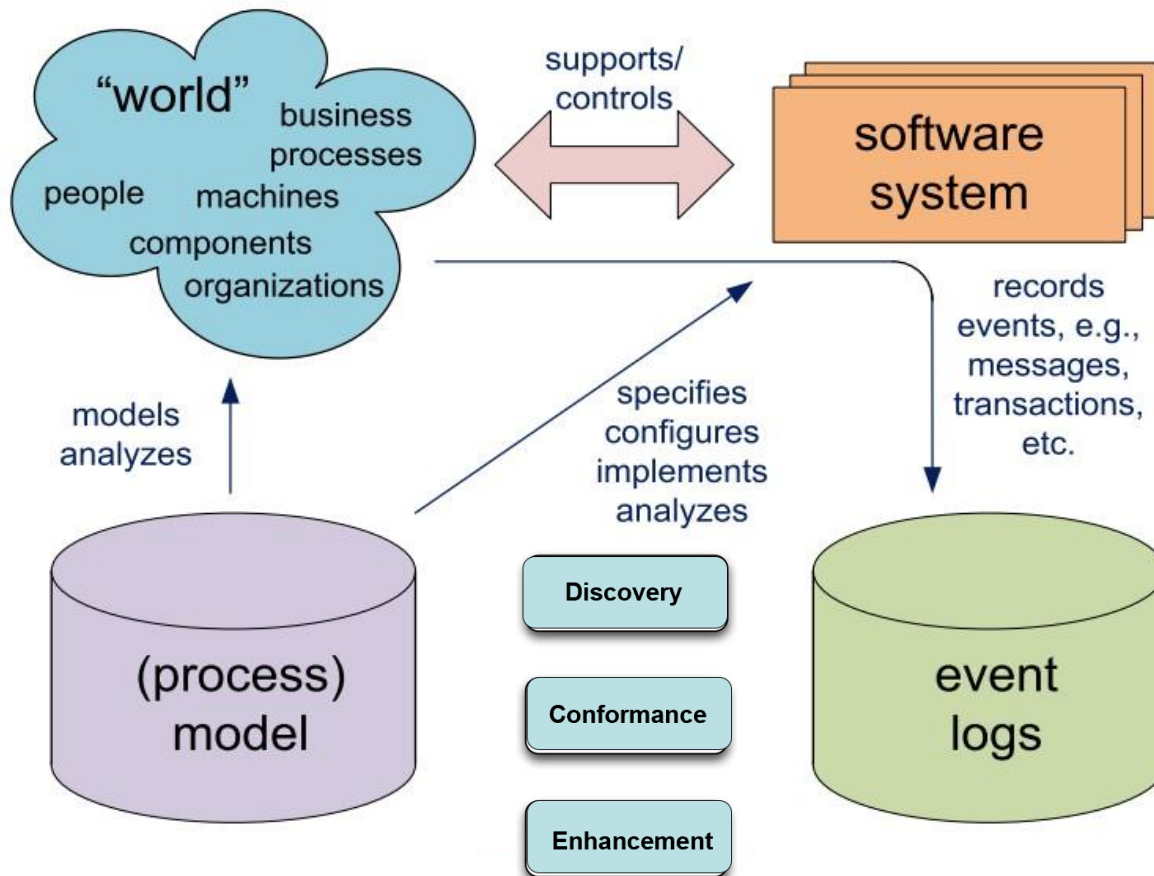 “world”
business
processes
people
machines
components
organizations
supports/
controls
software
system
records
events, e.g.,
messages,
transactions,
etc.
models
analyzes
specifies
configures
implements
analyzes
(process)
model
Discovery
Conformance
Enhancement
event
logs